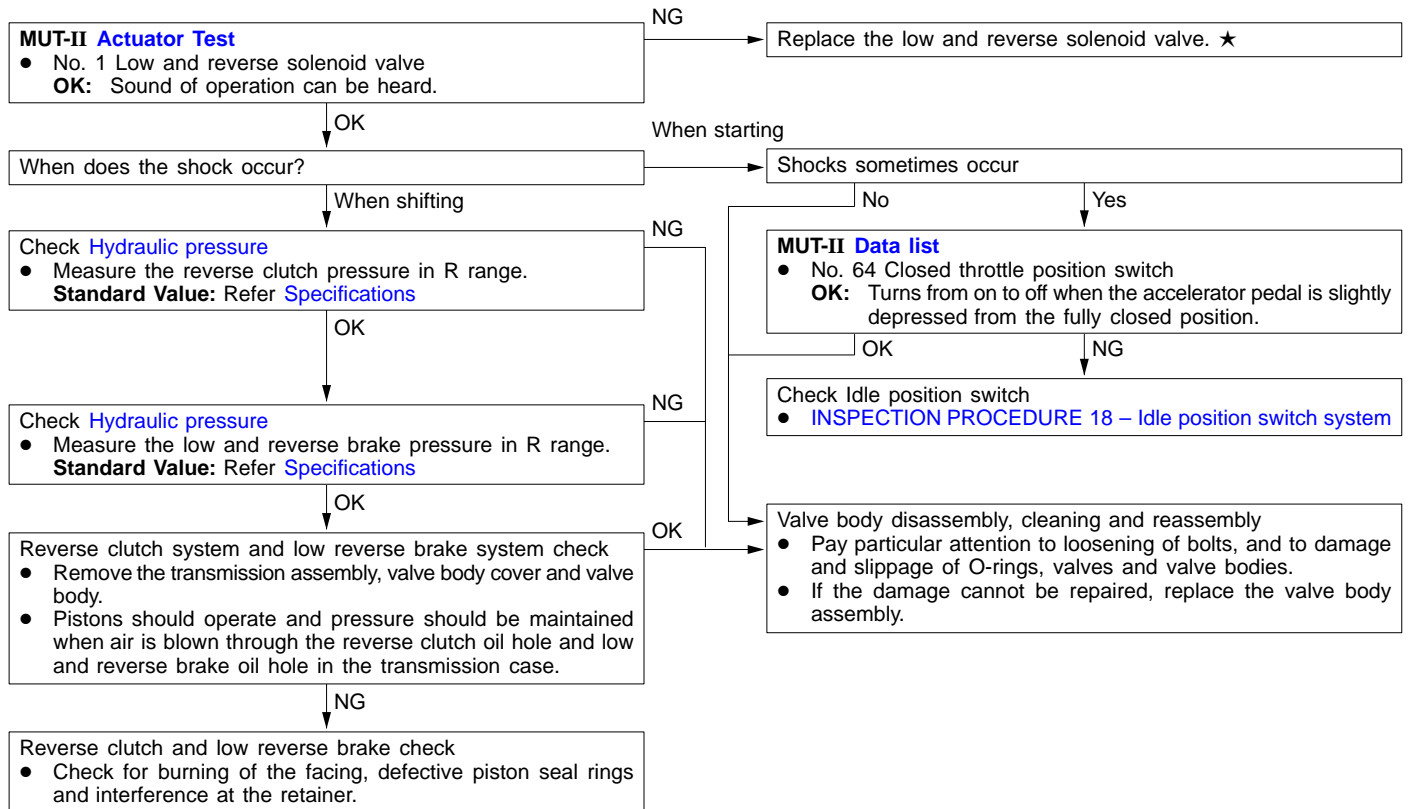 MUT-II Actuator Test
● No. 1 Low and reverse solenoid valve
OK: Sound of operation can be heard.
NG
Replace the low and reverse solenoid valve. ★
OK
When does the shock occur?
When starting
Shocks sometimes occur
When shifting
No
Yes
Check Hydraulic pressure
● Measure the reverse clutch pressure in R range.
Standard Value: Refer Specifications
NG
MUT-II Data list
● No. 64 Closed throttle position switch
OK: Turns from on to off when the accelerator pedal is slightly
depressed from the fully closed position.
OK
OK
NG
Check Idle position switch
● INSPECTION PROCEDURE 18 – Idle position switch system
Check Hydraulic pressure
● Measure the low and reverse brake pressure in R range.
Standard Value: Refer Specifications
NG
OK
Reverse clutch system and low reverse brake system check
● Remove the transmission assembly, valve body cover and valve
body.
● Pistons should operate and pressure should be maintained
when air is blown through the reverse clutch oil hole and low
and reverse brake oil hole in the transmission case.
OK
Valve body disassembly, cleaning and reassembly
● Pay particular attention to loosening of bolts, and to damage
and slippage of O-rings, valves and valve bodies.
● If the damage cannot be repaired, replace the valve body
assembly.
NG
Reverse clutch and low reverse brake check
● Check for burning of the facing, defective piston seal rings
and interference at the retainer.